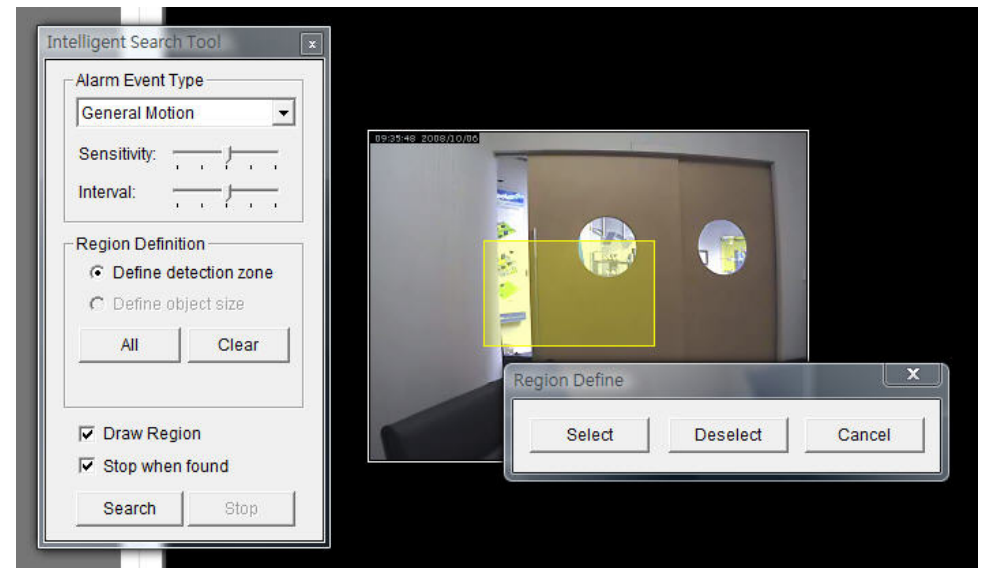 Intelligent Search Tool
x
Alarm Event Type
General Motion
Sensitivity:
Interval:
Region Definition
Define detection zone
Define object size
All Clear
Draw Region
Stop when found
Search Stop
09:35:48 2008/10/06
Region Define X
Select Deselect Cancel